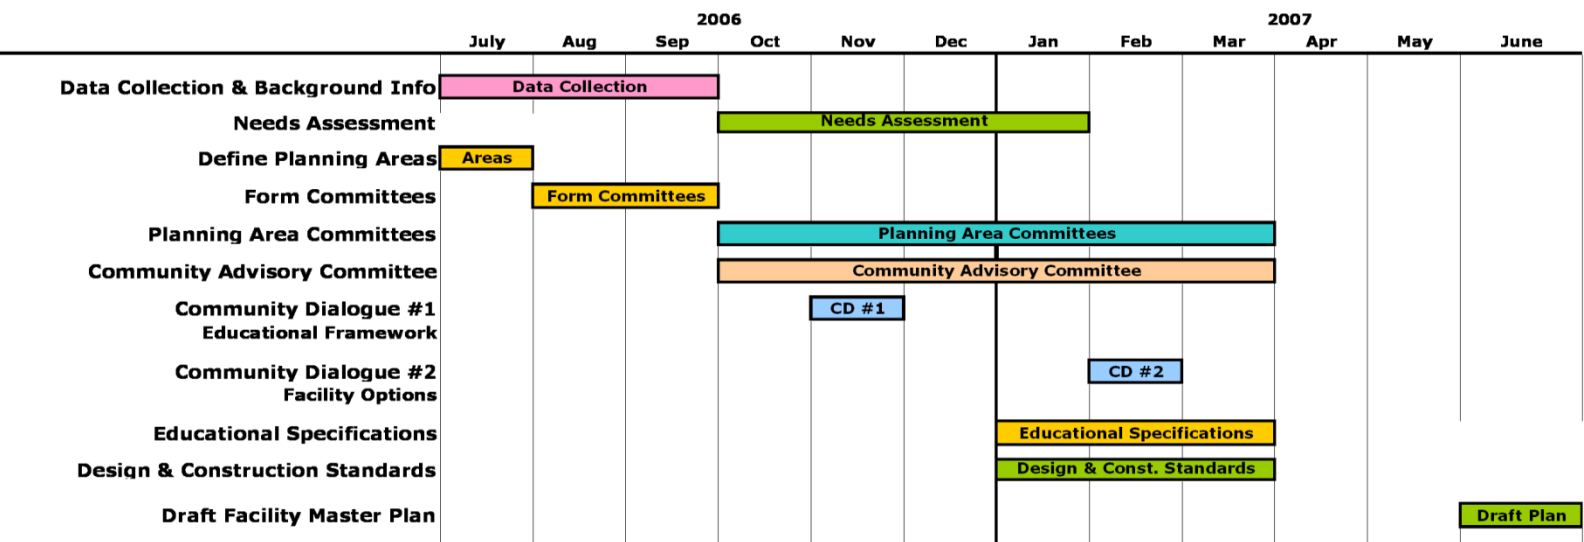 2006 2007
July Aug Sep Oct Nov Dec Jan Feb Mar Apr May June
Data Collection & Background Info Data Collection
Needs Assessment Needs Assessment
Define Planning Areas Areas
Form Committees Form Committees
Planning Area Committees Planning Area Committees
Community Advisory Committee Community Advisory Committee
Community Dialogue #1 CD #1
Educational Framework
Community Dialogue #2 CD #2
Facility Options
Educational Specifications Educational Specifications
Design & Construction Standards Design & Const. Standards
Draft Facility Master Plan Draft Plan